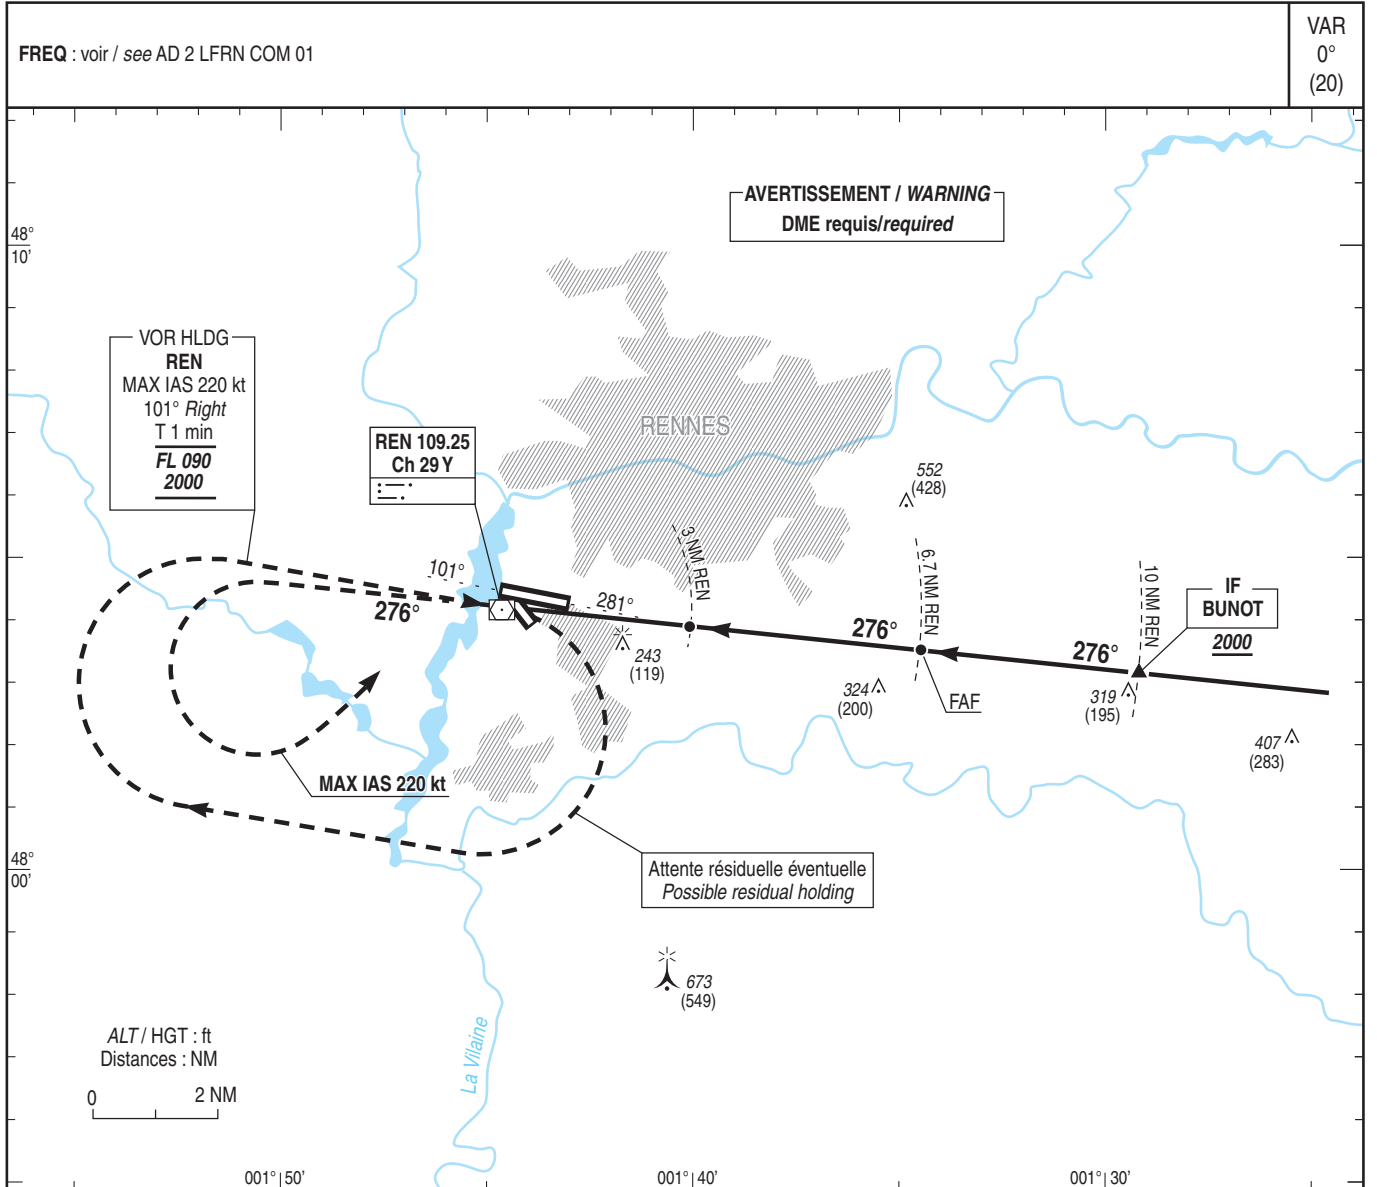 FREQ : voir / see AD 2 LFRN COM 01
VAR
0°
(20)
AVERTISSEMENT / WARNING
DME requis/required
48°
10'
VOR HLDG
REN
MAX IAS 220 kt
101° Right
T 1 min
FL 090
2000
REN 109.25
Ch 29 Y
RENNES
552
(428)
3 NM REN
6.7 NM REN
10 NM REN
IF
BUNOT
2000
101°
276°
281°
276°
276°
243
(119)
324
(200)
FAF
319
(195)
407
(283)
MAX IAS 220 kt
48°
00'
Attente résiduelle éventuelle
Possible residual holding
673
(549)
La Vilaine
ALT / HGT : ft
Distances : NM
0 2 NM
001° 50'
001° 40'
001° 30'